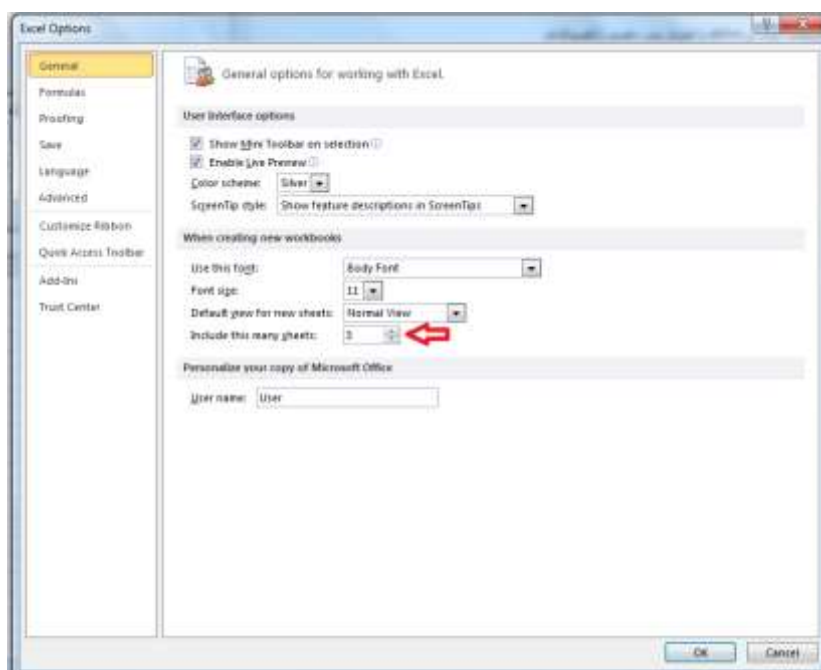 Excel Options
General
Formulas
Proofing
Save
Language
Advanced
Customize Ribbon
Quick Access Toolbar
Add-Ins
Trust Center
General options for working with Excel.
User Interface options
Show Mini Toolbar on selection
Enable Live Preview
Color scheme: Silver
ScreenTip style: Show feature descriptions in ScreenTips
When creating new workbooks
Use this font: Body Font
Font size: 11
Default view for new sheets: Normal View
Include this many sheets: 3
Personalize your copy of Microsoft Office
User name: User
OK Cancel